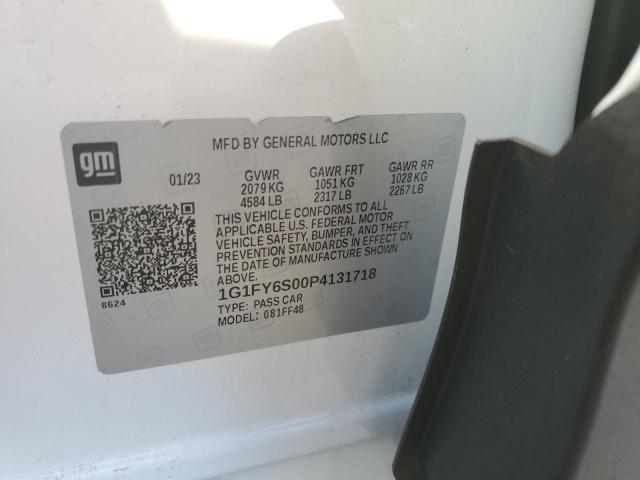 MFD BY GENERAL MOTORS LLC
gm
01/23 GVWR GAWR FRT GAWR RR
2079 KG 1051 KG 1028 KG
4584 LB 2317 LB 2267 LB
THIS VEHICLE CONFORMS TO ALL
APPLICABLE U.S. FEDERAL MOTOR
VEHICLE SAFETY, BUMPER, AND THEFT
PREVENTION STANDARDS IN EFFECT ON
THE DATE OF MANUFACTURE SHOWN
ABOVE.
8624
1G1FY6S00P4131718
TYPE: PASS CAR
MODEL: 081FF48